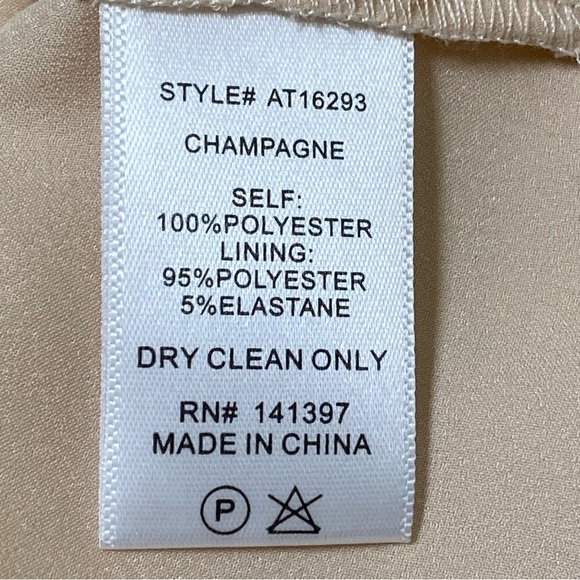 STYLE# AT16293
CHAMPAGNE
SELF:
100%POLYESTER
LINING:
95%POLYESTER
5%ELASTANE
DRY CLEAN ONLY
RN# 141397
MADE IN CHINA
P